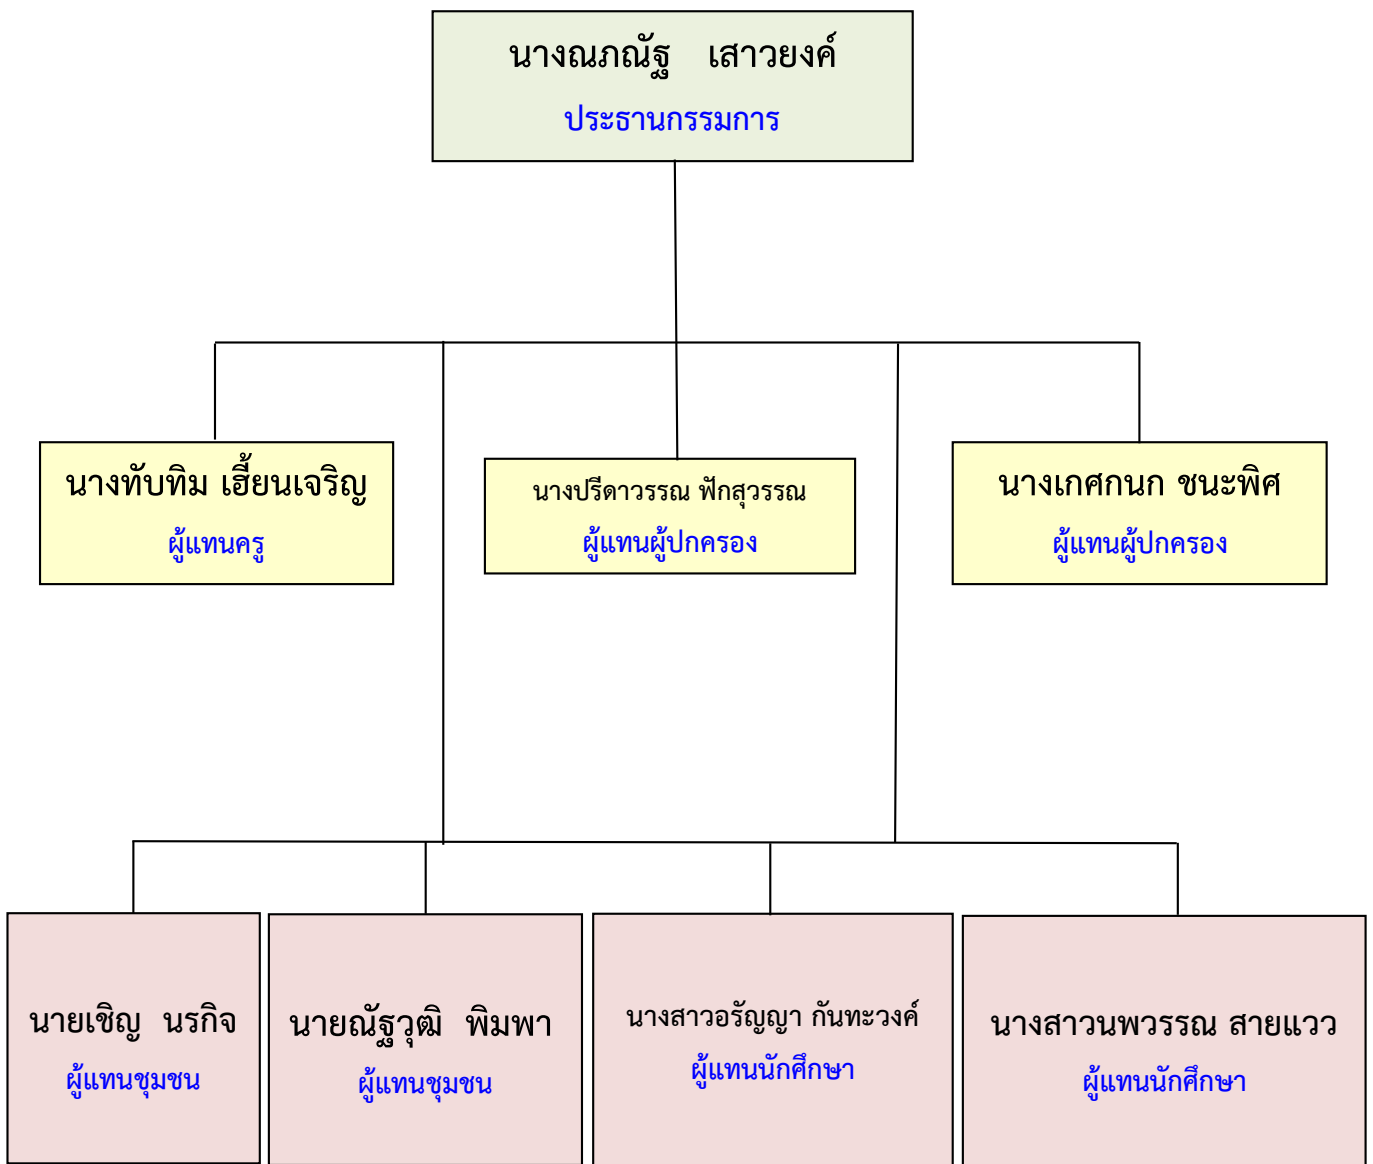 นางณภณัฐ   เสาวยงค์
ประธานกรรมการ
นางทับทิม เฮี้ยนเจริญ
ผู้แทนครู
นางปรีดาวรรณ ฟักสุวรรณ
ผู้แทนผู้ปกครอง
นางเกศกนก ชนะพิศ
ผู้แทนผู้ปกครอง
นายเชิญ  นรกิจ
ผู้แทนชุมชน
นายณัฐวุฒิ  พิมพา
ผู้แทนชุมชน
นางสาวอรัญญา กันทะวงค์
ผู้แทนนักศึกษา
นางสาวนพวรรณ สายแวว
ผู้แทนนักศึกษา